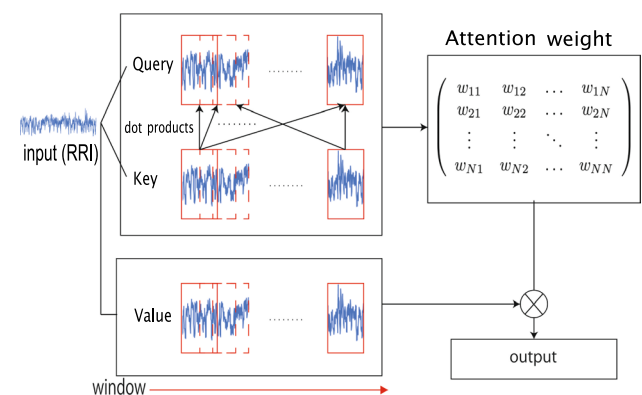 Attention weight
Query
w11 w12 ... w1N
w21 w22 ... w2N
⋮ ⋮ ⋱ ⋮
wN1 wN2 ... wNN
dot products
input (RRI)
Key
Value
output
window